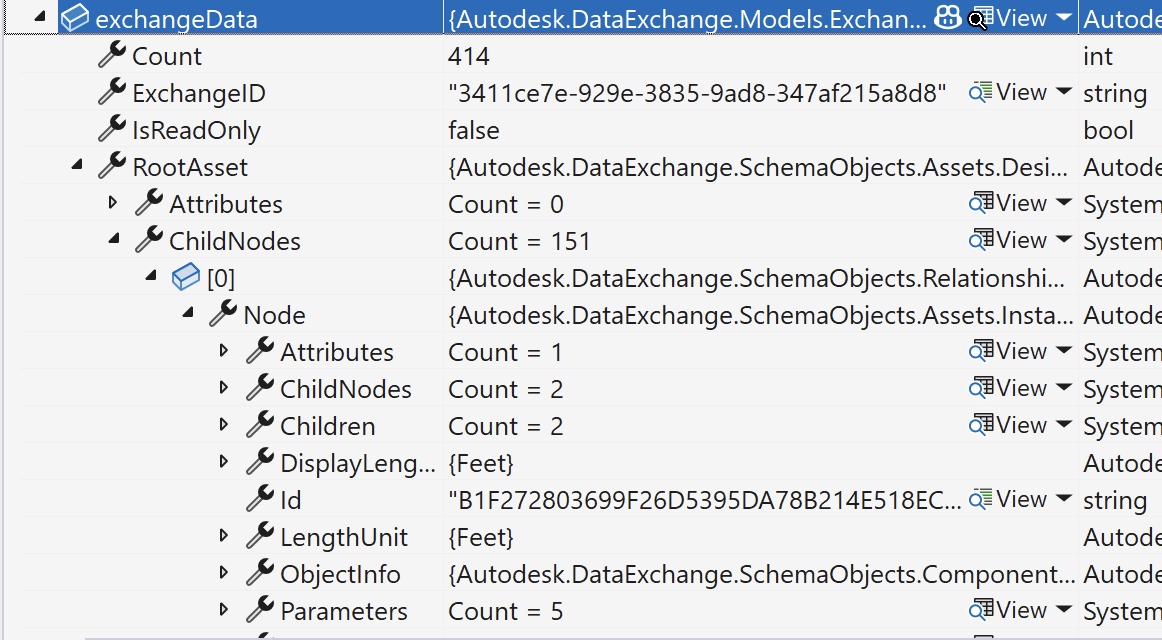 exchangeData {Autodesk.DataExchange.Models.Exchan... View Autodes
Count 414 int
ExchangeID "3411ce7e-929e-3835-9ad8-347af215a8d8" View string
IsReadOnly false bool
RootAsset {Autodesk.DataExchange.SchemaObjects.Assets.Desi... Autode
Attributes Count = 0 View System
ChildNodes Count = 151 View System
[0] {Autodesk.DataExchange.SchemaObjects.Relationshi... Autode
Node {Autodesk.DataExchange.SchemaObjects.Assets.Insta... Autode
Attributes Count = 1 View System
ChildNodes Count = 2 View System
Children Count = 2 View System
DisplayLeng... {Feet} Autode
Id "B1F272803699F26D5395DA78B214E518EC... View string
LengthUnit {Feet} Autode
ObjectInfo {Autodesk.DataExchange.SchemaObjects.Component... Autode
Parameters Count = 5 View System